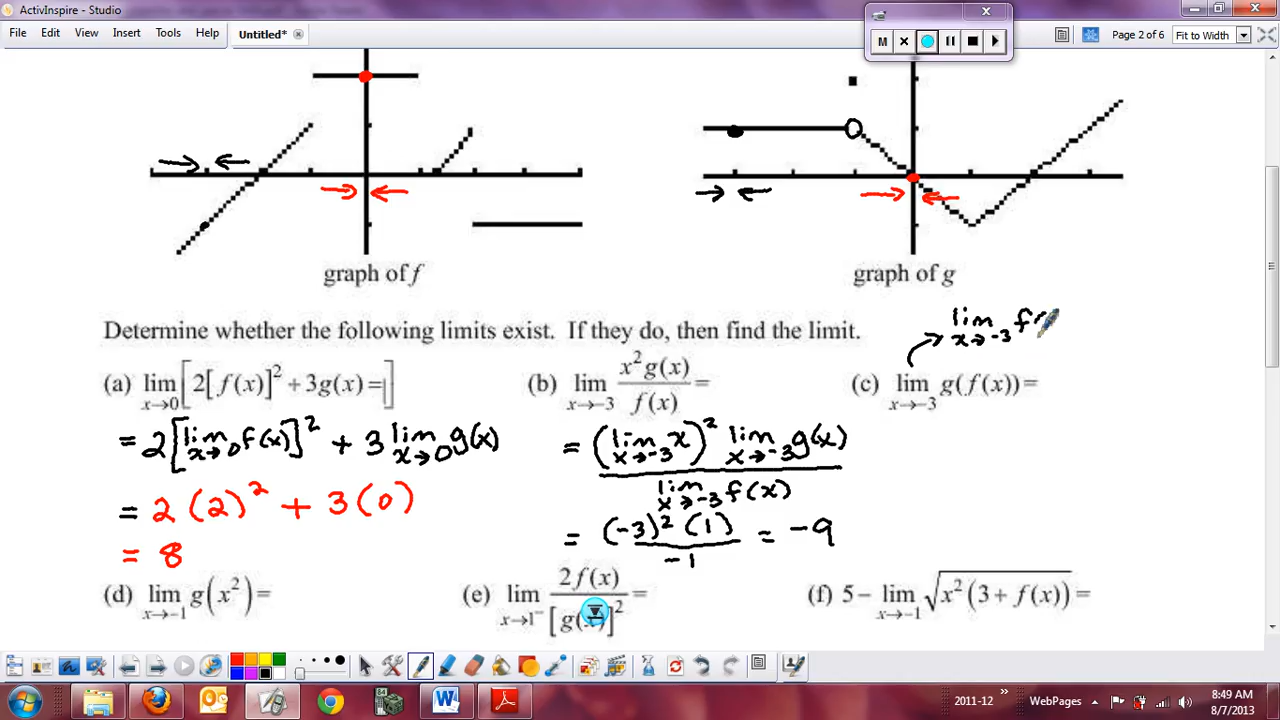 ActivInspire - Studio
File Edit View Insert Tools Help Untitled* Page 2 of 6 Fit to Width
M
graph of f graph of g
Determine whether the following limits exist. If they do, then find the limit.
lim x→-3 f(
(a) lim x→0 [2[f(x)]² + 3g(x) =]
(b) lim x→-3 x²g(x) / f(x) =
(c) lim x→-3 g(f(x)) =
= 2[lim x→0 f(x)]² + 3 lim x→0 g(x)
= (lim x→-3 x)² lim x→-3 g(x) / lim x→-3 f(x)
= 2(2)² + 3(0)
= (-3)²(1) / -1 = -9
= 8
(d) lim x→-1 g(x²) =
(e) lim x→1⁻ 2f(x) / [g(x)]² =
(f) 5 - lim x→-1 √x²(3 + f(x)) =
2011-12 WebPages 8:49 AM
8/7/2013